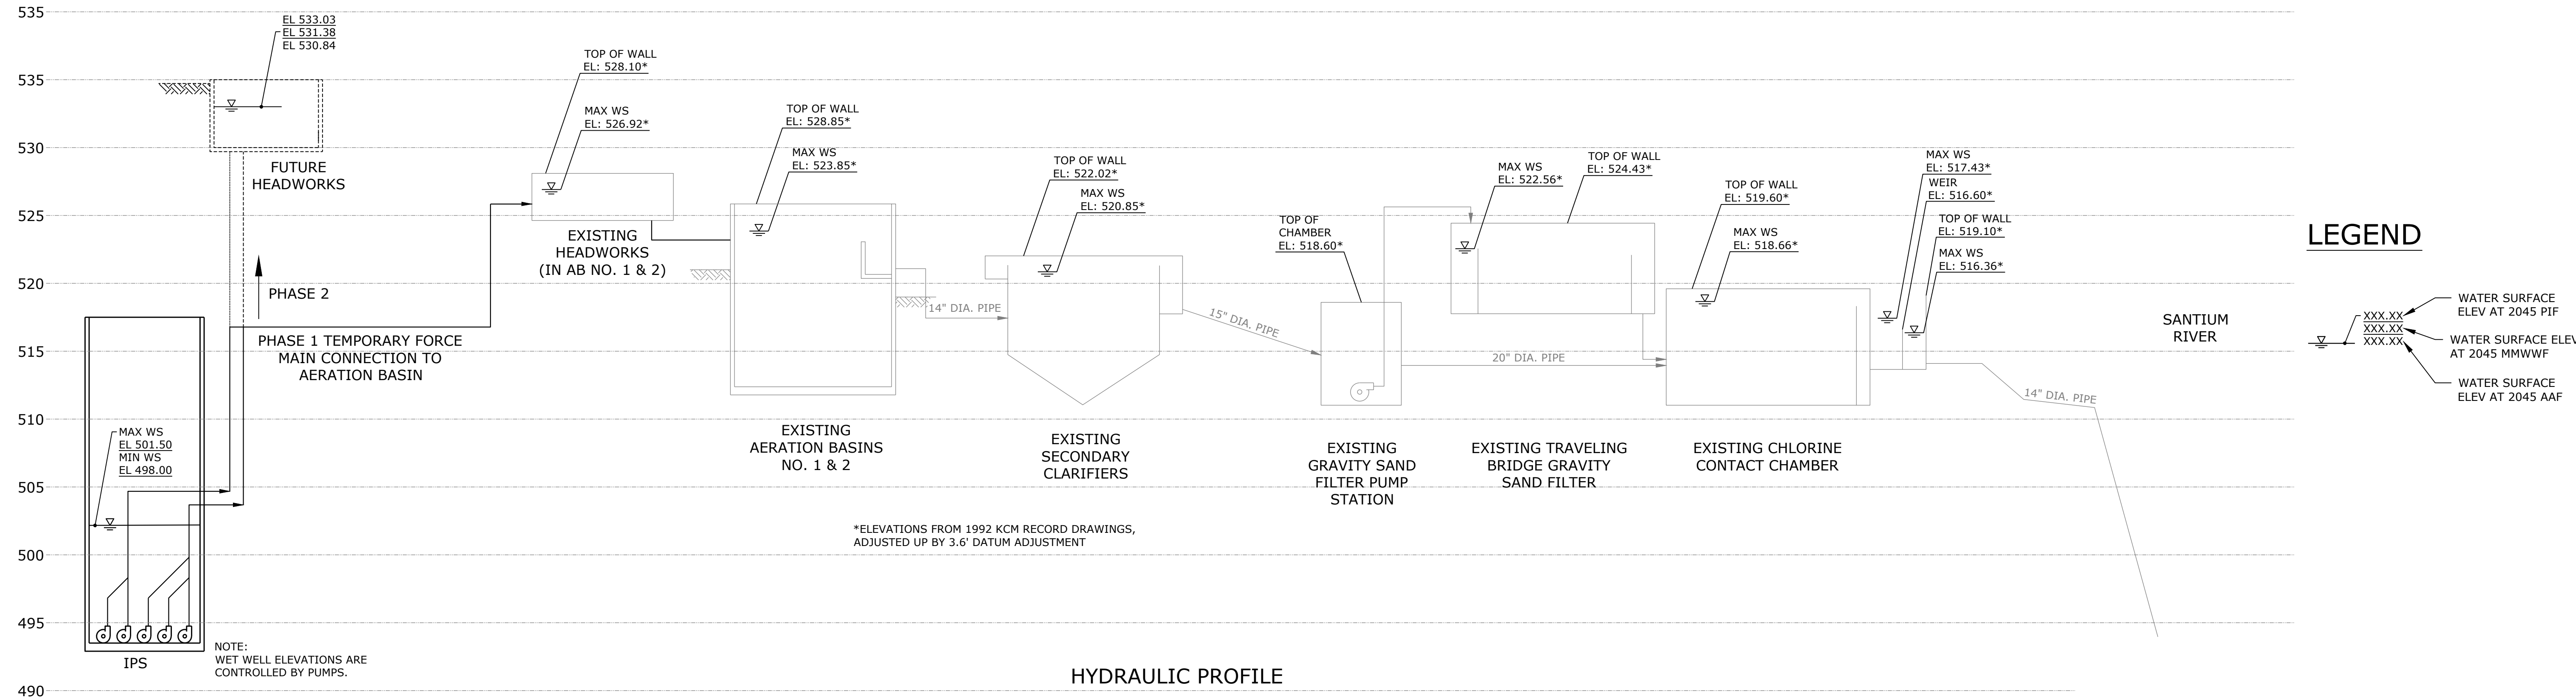 535
EL 533.03
EL 531.38
EL 530.84
535
530
525
520
515
510
505
500
495
490
FUTURE
HEADWORKS
PHASE 2
PHASE 1 TEMPORARY FORCE
MAIN CONNECTION TO
AERATION BASIN
MAX WS
EL 501.50
MIN WS
EL 498.00
IPS
NOTE:
WET WELL ELEVATIONS ARE
CONTROLLED BY PUMPS.
TOP OF WALL
EL: 528.10*
MAX WS
EL: 526.92*
EXISTING
HEADWORKS
(IN AB NO. 1 & 2)
TOP OF WALL
EL: 528.85*
MAX WS
EL: 523.85*
EXISTING
AERATION BASINS
NO. 1 & 2
14" DIA. PIPE
TOP OF WALL
EL: 522.02*
MAX WS
EL: 520.85*
EXISTING
SECONDARY
CLARIFIERS
15" DIA. PIPE
TOP OF
CHAMBER
EL: 518.60*
EXISTING
GRAVITY SAND
FILTER PUMP
STATION
MAX WS
EL: 522.56*
TOP OF WALL
EL: 524.43*
20" DIA. PIPE
EXISTING TRAVELING
BRIDGE GRAVITY
SAND FILTER
TOP OF WALL
EL: 519.60*
MAX WS
EL: 518.66*
EXISTING CHLORINE
CONTACT CHAMBER
MAX WS
EL: 517.43*
WEIR
EL: 516.60*
TOP OF WALL
EL: 519.10*
MAX WS
EL: 516.36*
14" DIA. PIPE
SANTIUM
RIVER
*ELEVATIONS FROM 1992 KCM RECORD DRAWINGS,
ADJUSTED UP BY 3.6' DATUM ADJUSTMENT
HYDRAULIC PROFILE
LEGEND
XXX.XX
XXX.XX
XXX.XX
WATER SURFACE
ELEV AT 2045 PIF
WATER SURFACE ELEV
AT 2045 MMWWF
WATER SURFACE
ELEV AT 2045 AAF